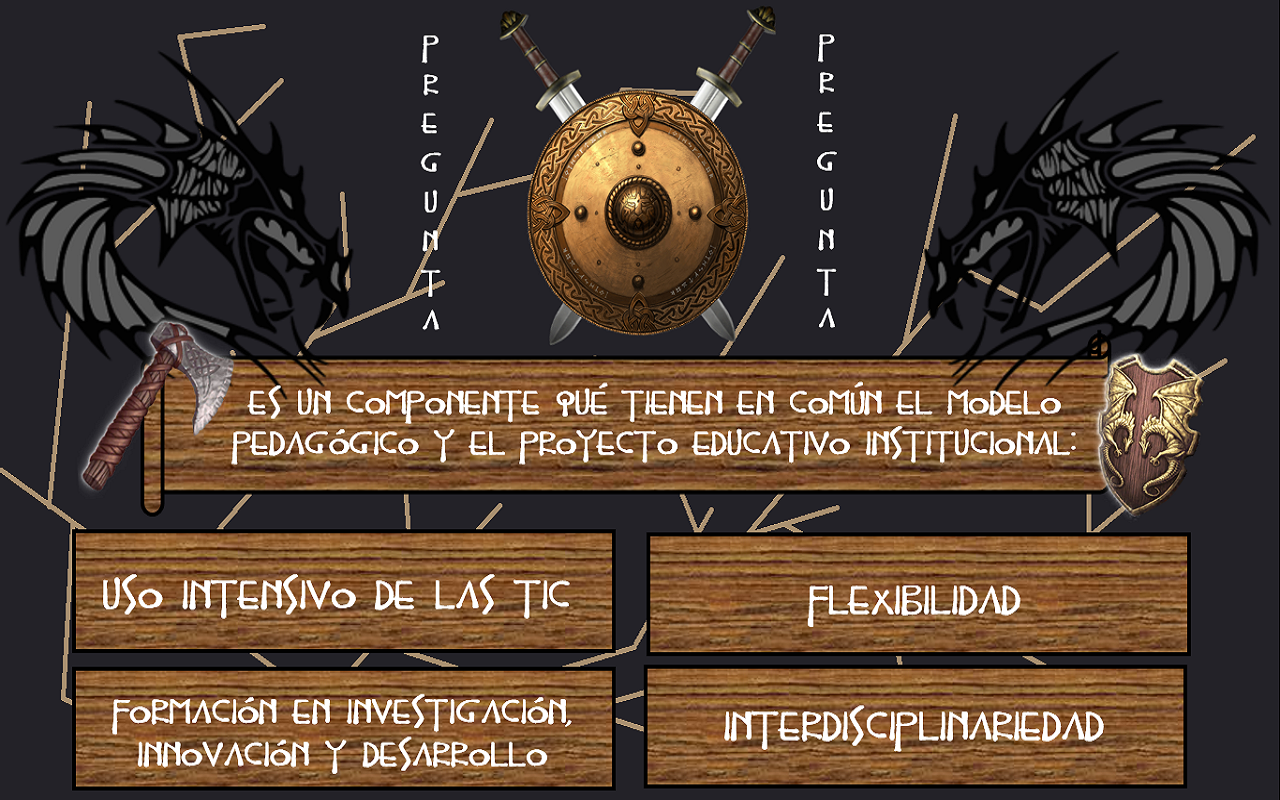 PREGUNTA
PREGUNTA
ES UN COMPONENTE QUÉ TIENEN EN COMÚN EL MODELO
PEDAGÓGICO Y EL PROYECTO EDUCATIVO INSTITUCIONAL:
USO INTENSIVO DE LAS TIC
FLEXIBILIDAD
FORMACIÓN EN INVESTIGACIÓN,
INNOVACIÓN Y DESARROLLO
INTERDISCIPLINARIEDAD